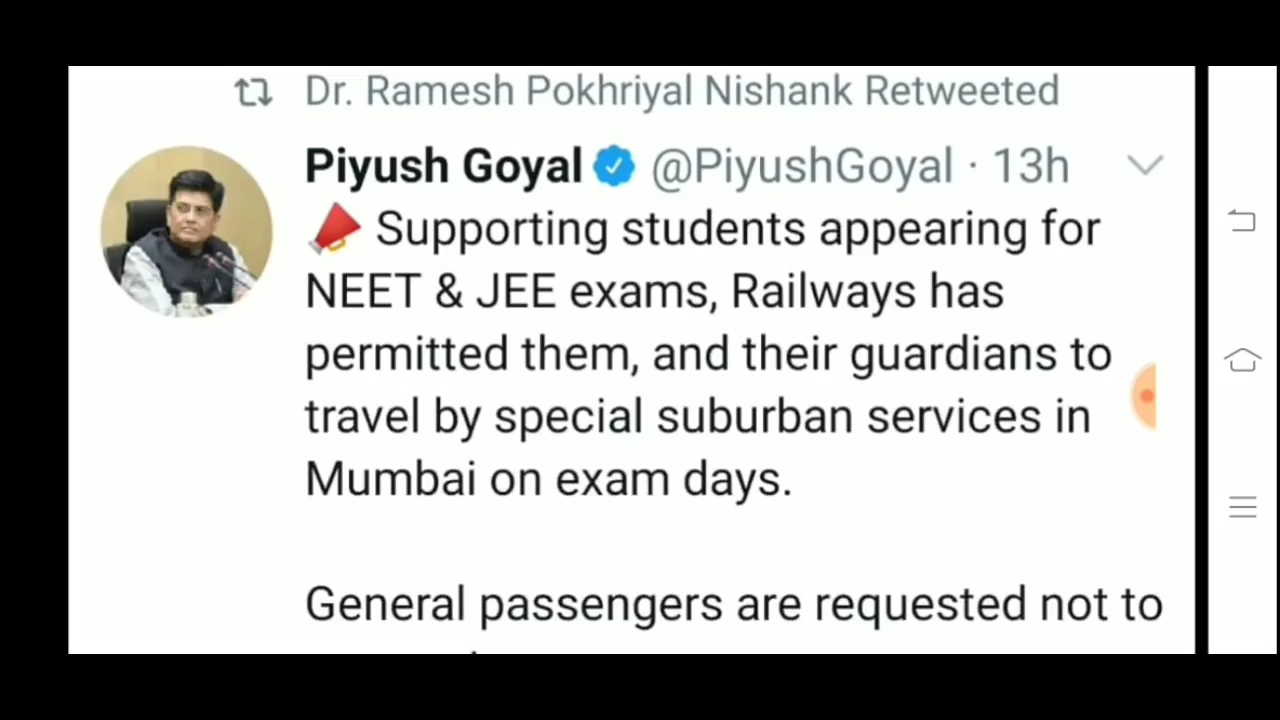 Dr. Ramesh Pokhriyal Nishank Retweeted
Piyush Goyal @PiyushGoyal · 13h
📣 Supporting students appearing for
NEET & JEE exams, Railways has
permitted them, and their guardians to
travel by special suburban services in
Mumbai on exam days.
General passengers are requested not to